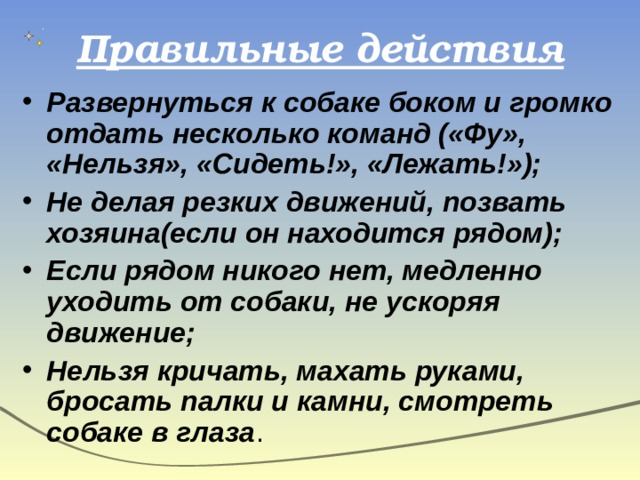 Правильные действия
• Развернуться к собаке боком и громко
отдать несколько команд («Фу»,
«Нельзя», «Сидеть!», «Лежать!»);
• Не делая резких движений, позвать
хозяина(если он находится рядом);
• Если рядом никого нет, медленно
уходить от собаки, не ускоряя
движение;
• Нельзя кричать, махать руками,
бросать палки и камни, смотреть
собаке в глаза.